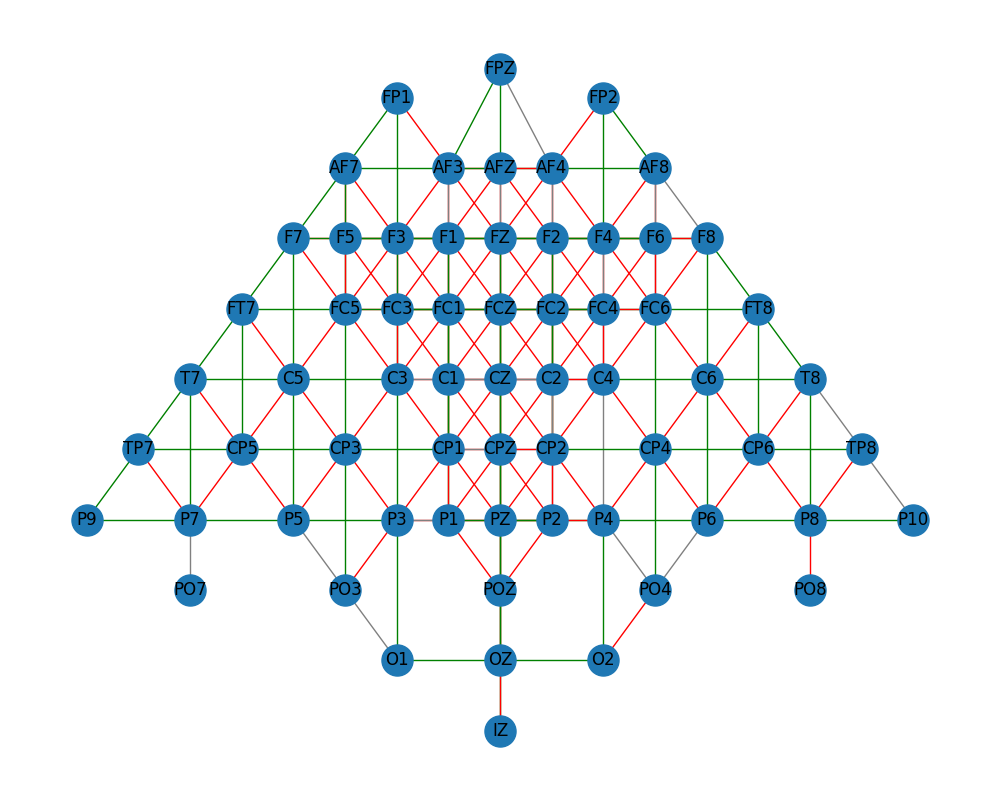 FPZ
FP1 FP2
AF7 AF3 AFZ AF4 AF8
F7 F5 F3 F1 FZ F2 F4 F6 F8
FT7 FC5 FC3 FC1 FCZ FC2 FC4 FC6 FT8
T7 C5 C3 C1 CZ C2 C4 C6 T8
TP7 CP5 CP3 CP1 CPZ CP2 CP4 CP6 TP8
P9 P7 P5 P3 P1 PZ P2 P4 P6 P8 P10
PO7 PO3 POZ PO4 PO8
O1 OZ O2
IZ